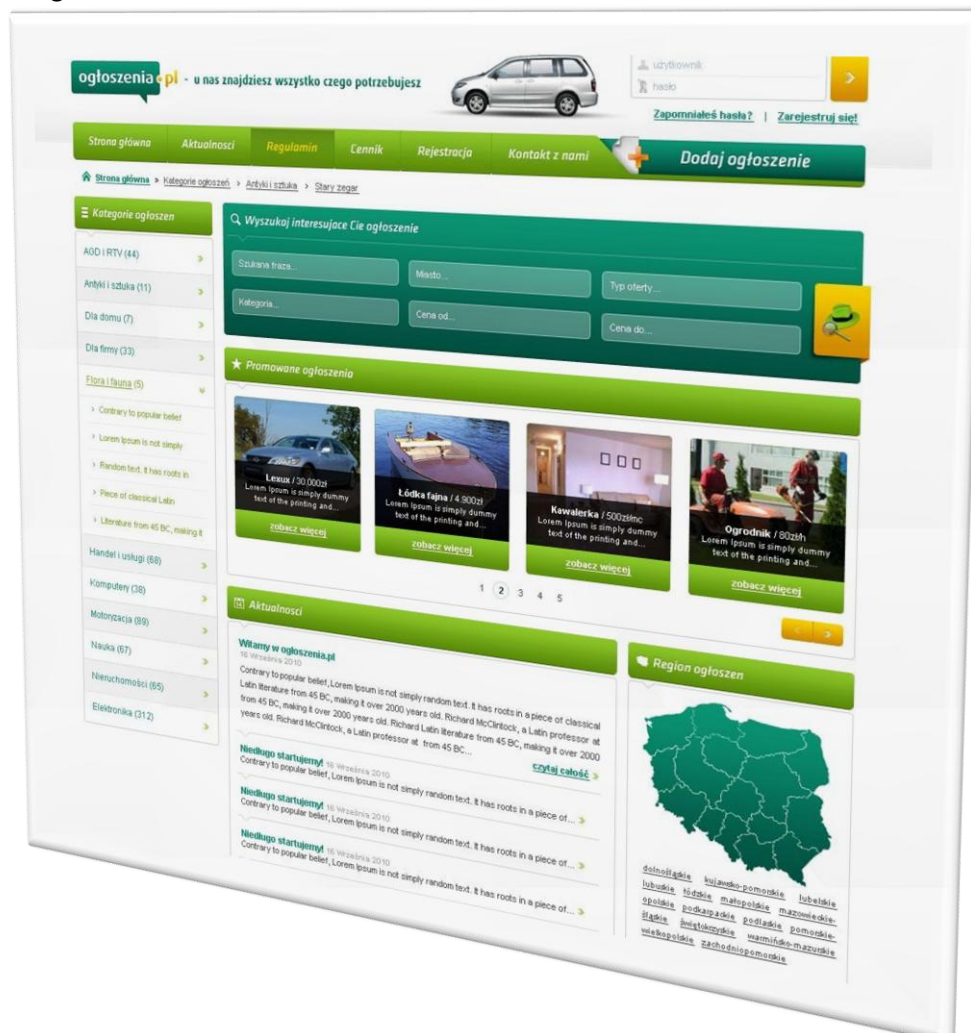 ogłoszenia.pl - u nas znajdziesz wszystko czego potrzebujesz
użytkownik
hasło
Zapomniałeś hasła? | Zarejestruj się!
Strona główna Aktualnosci Regulamin Cennik Rejestracja Kontakt z nami Dodaj ogłoszenie
Strona główna > Kategorie ogłoszeń > Antyki i sztuka > Stary zegar
Kategorie ogłoszen
AGD i RTV (44)
Antyki i sztuka (11)
Dla domu (7)
Dla firmy (33)
Flora i fauna (5)
Contrary to popular belief
Lorem Ipsum is not simply
Random text. It has roots in
Piece of classical Latin
Literature from 45 BC, making it
Handel i usługi (68)
Komputery (38)
Motoryzacja (89)
Nauka (67)
Nieruchomości (65)
Elektronika (312)
Wyszukaj interesujace Cie ogłoszenie
Szukana fraza... Miasto... Typ oferty...
Kategoria... Cena od... Cena do...
Promowane ogłoszenia
Lexux / 30.000zł
Lorem Ipsum is simply dummy
text of the printing and...
zobacz więcej
Łódka fajna / 4.900zł
Lorem Ipsum is simply dummy
text of the printing and...
zobacz więcej
Kawalerka / 500zł/mc
Lorem Ipsum is simply dummy
text of the printing and...
zobacz więcej
Ogrodnik / 80zł/h
Lorem Ipsum is simply dummy
text of the printing and...
zobacz więcej
1 2 3 4 5
Aktualnosci
Witamy w ogłoszenia.pl
16 Września 2010
Contrary to popular belief, Lorem Ipsum is not simply random text. It has roots in a piece of classical
Latin literature from 45 BC, making it over 2000 years old. Richard McClintock, a Latin professor at
from 45 BC, making it over 2000 years old. Richard Latin literature from 45 BC, making it over 2000
years old. Richard McClintock, a Latin professor at from 45 BC...
czytaj całość
Niedługo startujemy! 16 Września 2010
Contrary to popular belief, Lorem Ipsum is not simply random text. It has roots in a piece of...
Niedługo startujemy! 16 Września 2010
Contrary to popular belief, Lorem Ipsum is not simply random text. It has roots in a piece of...
Niedługo startujemy! 16 Września 2010
Contrary to popular belief, Lorem Ipsum is not simply random text. It has roots in a piece of...
Region ogłoszen
dolnośląskie kujawsko-pomorskie lubelskie
lubuskie łódzkie małopolskie mazowieckie-
opolskie podkarpackie podlaskie pomorskie-
śląskie świętokrzyskie warmińsko-mazurskie
wielkopolskie zachodniopomorskie